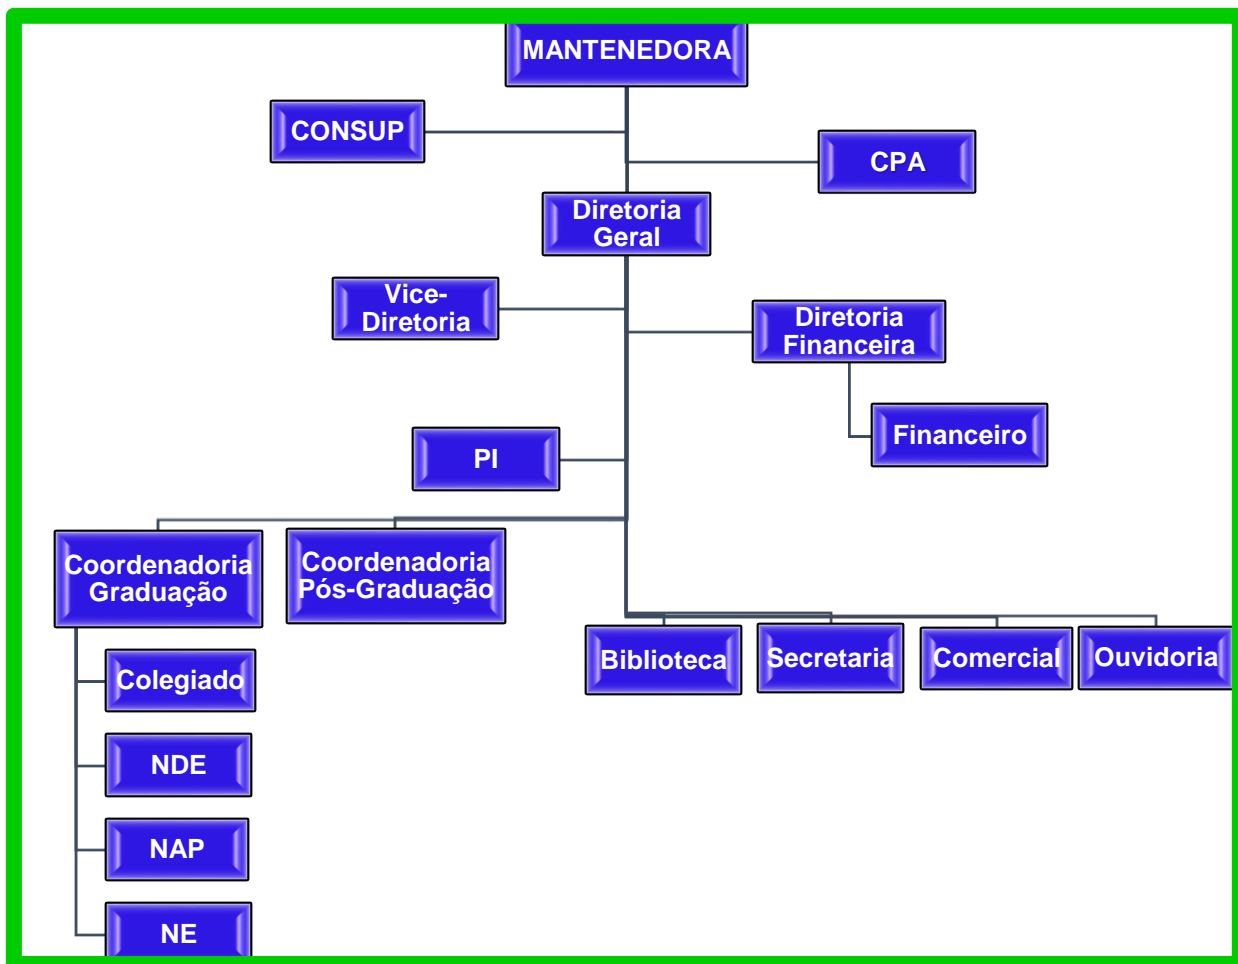 MANTENEDORA
CONSUP
CPA
Diretoria
Geral
Vice-
Diretoria
Diretoria
Financeira
Financeiro
PI
Coordenadoria
Graduação
Coordenadoria
Pós-Graduação
Biblioteca
Secretaria
Comercial
Ouvidoria
Colegiado
NDE
NAP
NE